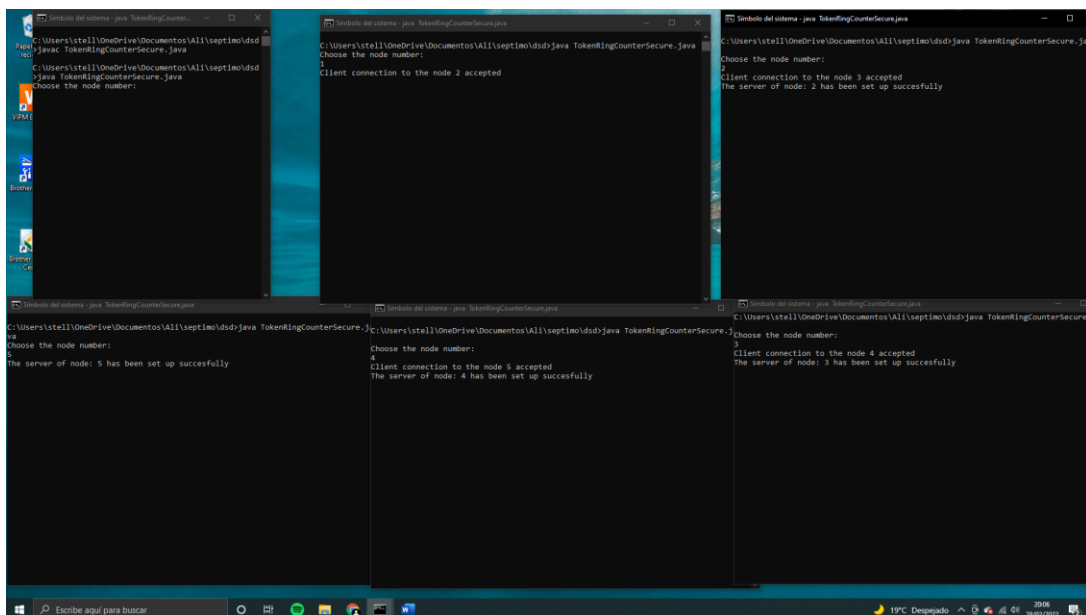 Símbolo del sistema - java TokenRingCounter...
C:\Users\stell\OneDrive\Documentos\Ali\septimo\dsd
>javac TokenRingCounterSecure.java
C:\Users\stell\OneDrive\Documentos\Ali\septimo\dsd
>java TokenRingCounterSecure.java
Choose the node number:
Símbolo del sistema - java TokenRingCounterSecure.java
C:\Users\stell\OneDrive\Documentos\Ali\septimo\dsd>java TokenRingCounterSecure.java
Choose the node number:
1
Client connection to the node 2 accepted
Símbolo del sistema - java TokenRingCounterSecure.java
C:\Users\stell\OneDrive\Documentos\Ali\septimo\dsd>java TokenRingCounterSecure.ja
Choose the node number:
2
Client connection to the node 3 accepted
The server of node: 2 has been set up succesfully
Papel
reci
VIPM
Brother
Brother
Símbolo del sistema - java TokenRingCounterSecure.java
C:\Users\stell\OneDrive\Documentos\Ali\septimo\dsd>java TokenRingCounterSecure.j
va
Choose the node number:
5
The server of node: 5 has been set up succesfully
Símbolo del sistema - java TokenRingCounterSecure.java
C:\Users\stell\OneDrive\Documentos\Ali\septimo\dsd>java TokenRingCounterSecure.j
Choose the node number:
4
Client connection to the node 5 accepted
The server of node: 4 has been set up succesfully
Símbolo del sistema - java TokenRingCounterSecure.java
C:\Users\stell\OneDrive\Documentos\Ali\septimo\dsd>java TokenRingCounterSecure
Choose the node number:
3
Client connection to the node 4 accepted
The server of node: 3 has been set up succesfully
Escribe aquí para buscar
19°C Despejado
20:06